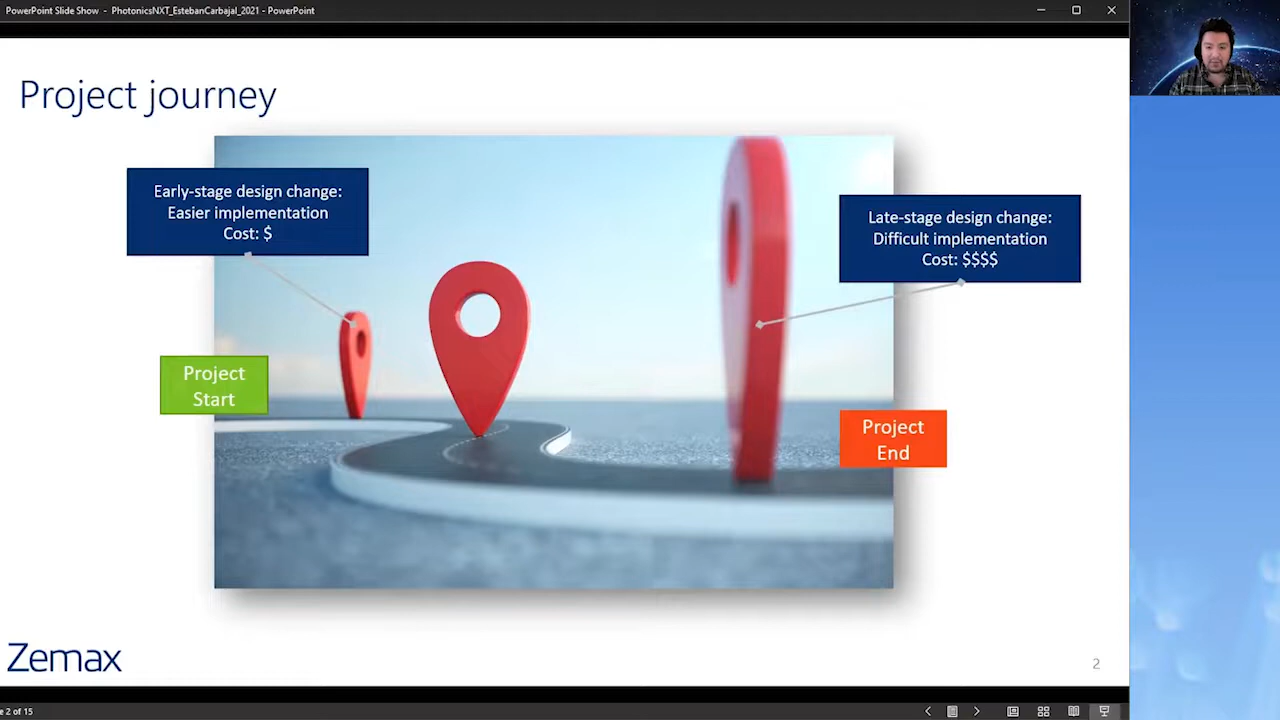 PowerPoint Slide Show - PhotonicsNXT_EstebanCarbajal_2021 - PowerPoint
Project journey
Early-stage design change:
Easier implementation
Cost: $
Late-stage design change:
Difficult implementation
Cost: $$$$
Project
Start
Project
End
Zemax
2
e 2 of 15